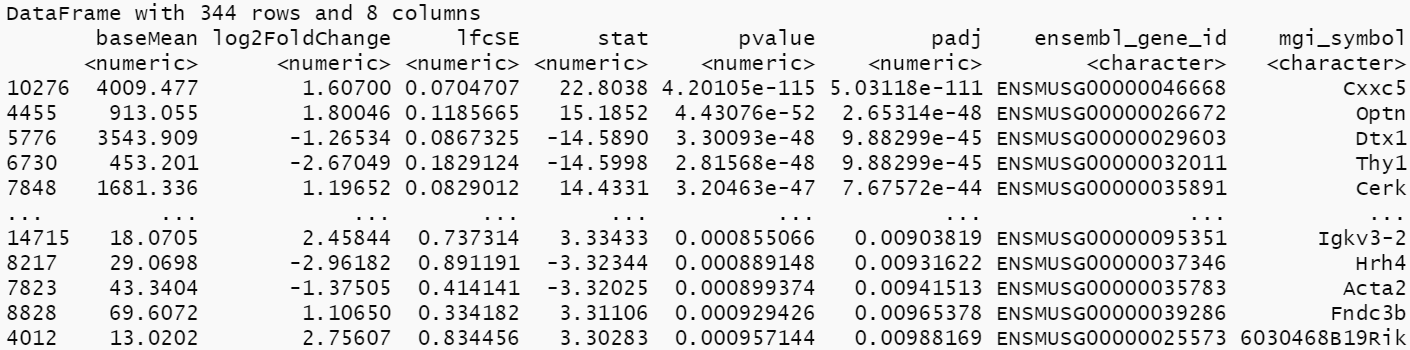 DataFrame with 344 rows and 8 columns
baseMean log2FoldChange lfcSE stat pvalue padj ensembl_gene_id mgi_symbol
<numeric> <numeric> <numeric> <numeric> <numeric> <numeric> <character> <character>
10276 4009.477 1.60700 0.0704707 22.8038 4.20105e-115 5.03118e-111 ENSMUSG00000046668 Cxxc5
4455 913.055 1.80046 0.1185665 15.1852 4.43076e-52 2.65314e-48 ENSMUSG00000026672 Optn
5776 3543.909 -1.26534 0.0867325 -14.5890 3.30093e-48 9.88299e-45 ENSMUSG00000029603 Dtx1
6730 453.201 -2.67049 0.1829124 -14.5998 2.81568e-48 9.88299e-45 ENSMUSG00000032011 Thy1
7848 1681.336 1.19652 0.0829012 14.4331 3.20463e-47 7.67572e-44 ENSMUSG00000035891 Cerk
... ... ... ... ... ... ... ... ...
14715 18.0705 2.45844 0.737314 3.33433 0.000855066 0.00903819 ENSMUSG00000095351 Igkv3-2
8217 29.0698 -2.96182 0.891191 -3.32344 0.000889148 0.00931622 ENSMUSG00000037346 Hrh4
7823 43.3404 -1.37505 0.414141 -3.32025 0.000899374 0.00941513 ENSMUSG00000035783 Acta2
8828 69.6072 1.10650 0.334182 3.31106 0.000929426 0.00965378 ENSMUSG00000039286 Fndc3b
4012 13.0202 2.75607 0.834456 3.30283 0.000957144 0.00988169 ENSMUSG00000025573 6030468B19Rik